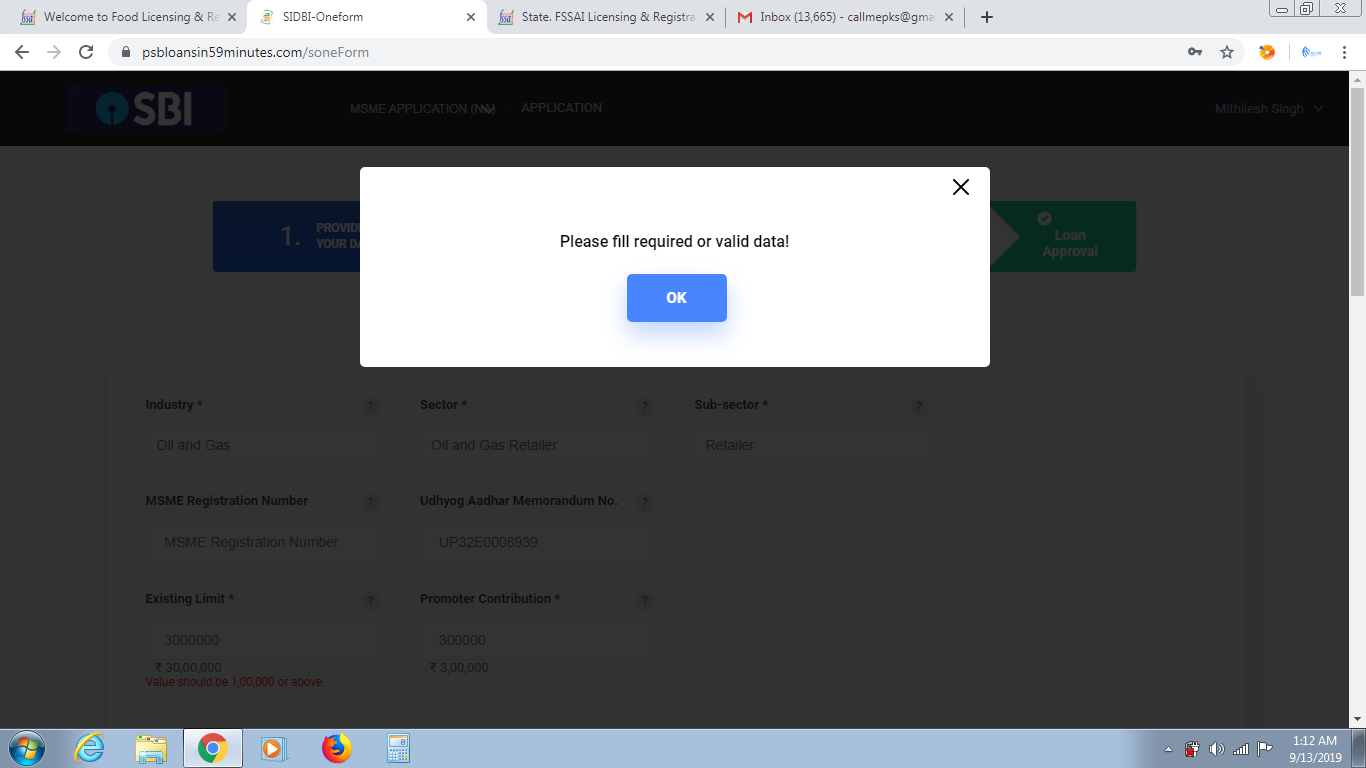 Welcome to Food Licensing & Re
SIDBI-Oneform
State. FSSAI Licensing & Registra
Inbox (13,665) - callmepks@gma
psbloansin59minutes.com/soneForm
SBI
MSME APPLICATION
APPLICATION
Mithilesh Singh
1.
PROVID
YOUR DA
Loan
Approval
Please fill required or valid data!
OK
Industry * ?
Sector * ?
Sub-sector * ?
Oil and Gas
Oil and Gas Retailer
Retailer
MSME Registration Number ?
Udhyog Aadhar Memorandum No. ?
MSME Registration Number
UP32E0008939
Existing Limit * ?
Promoter Contribution * ?
3000000
300000
₹ 30,00,000
₹ 3,00,000
Value should be 1,00,000 or above.
1:12 AM
9/13/2019